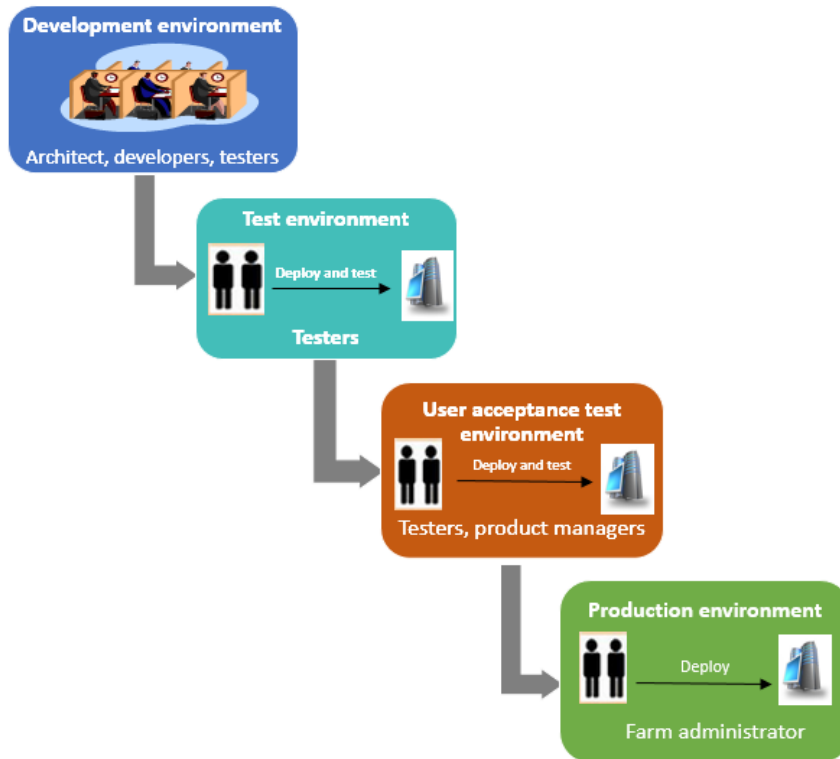 Development environment
Architect, developers, testers
Test environment
Deploy and test
Testers
User acceptance test
environment
Deploy and test
Testers, product managers
Production environment
Deploy
Farm administrator